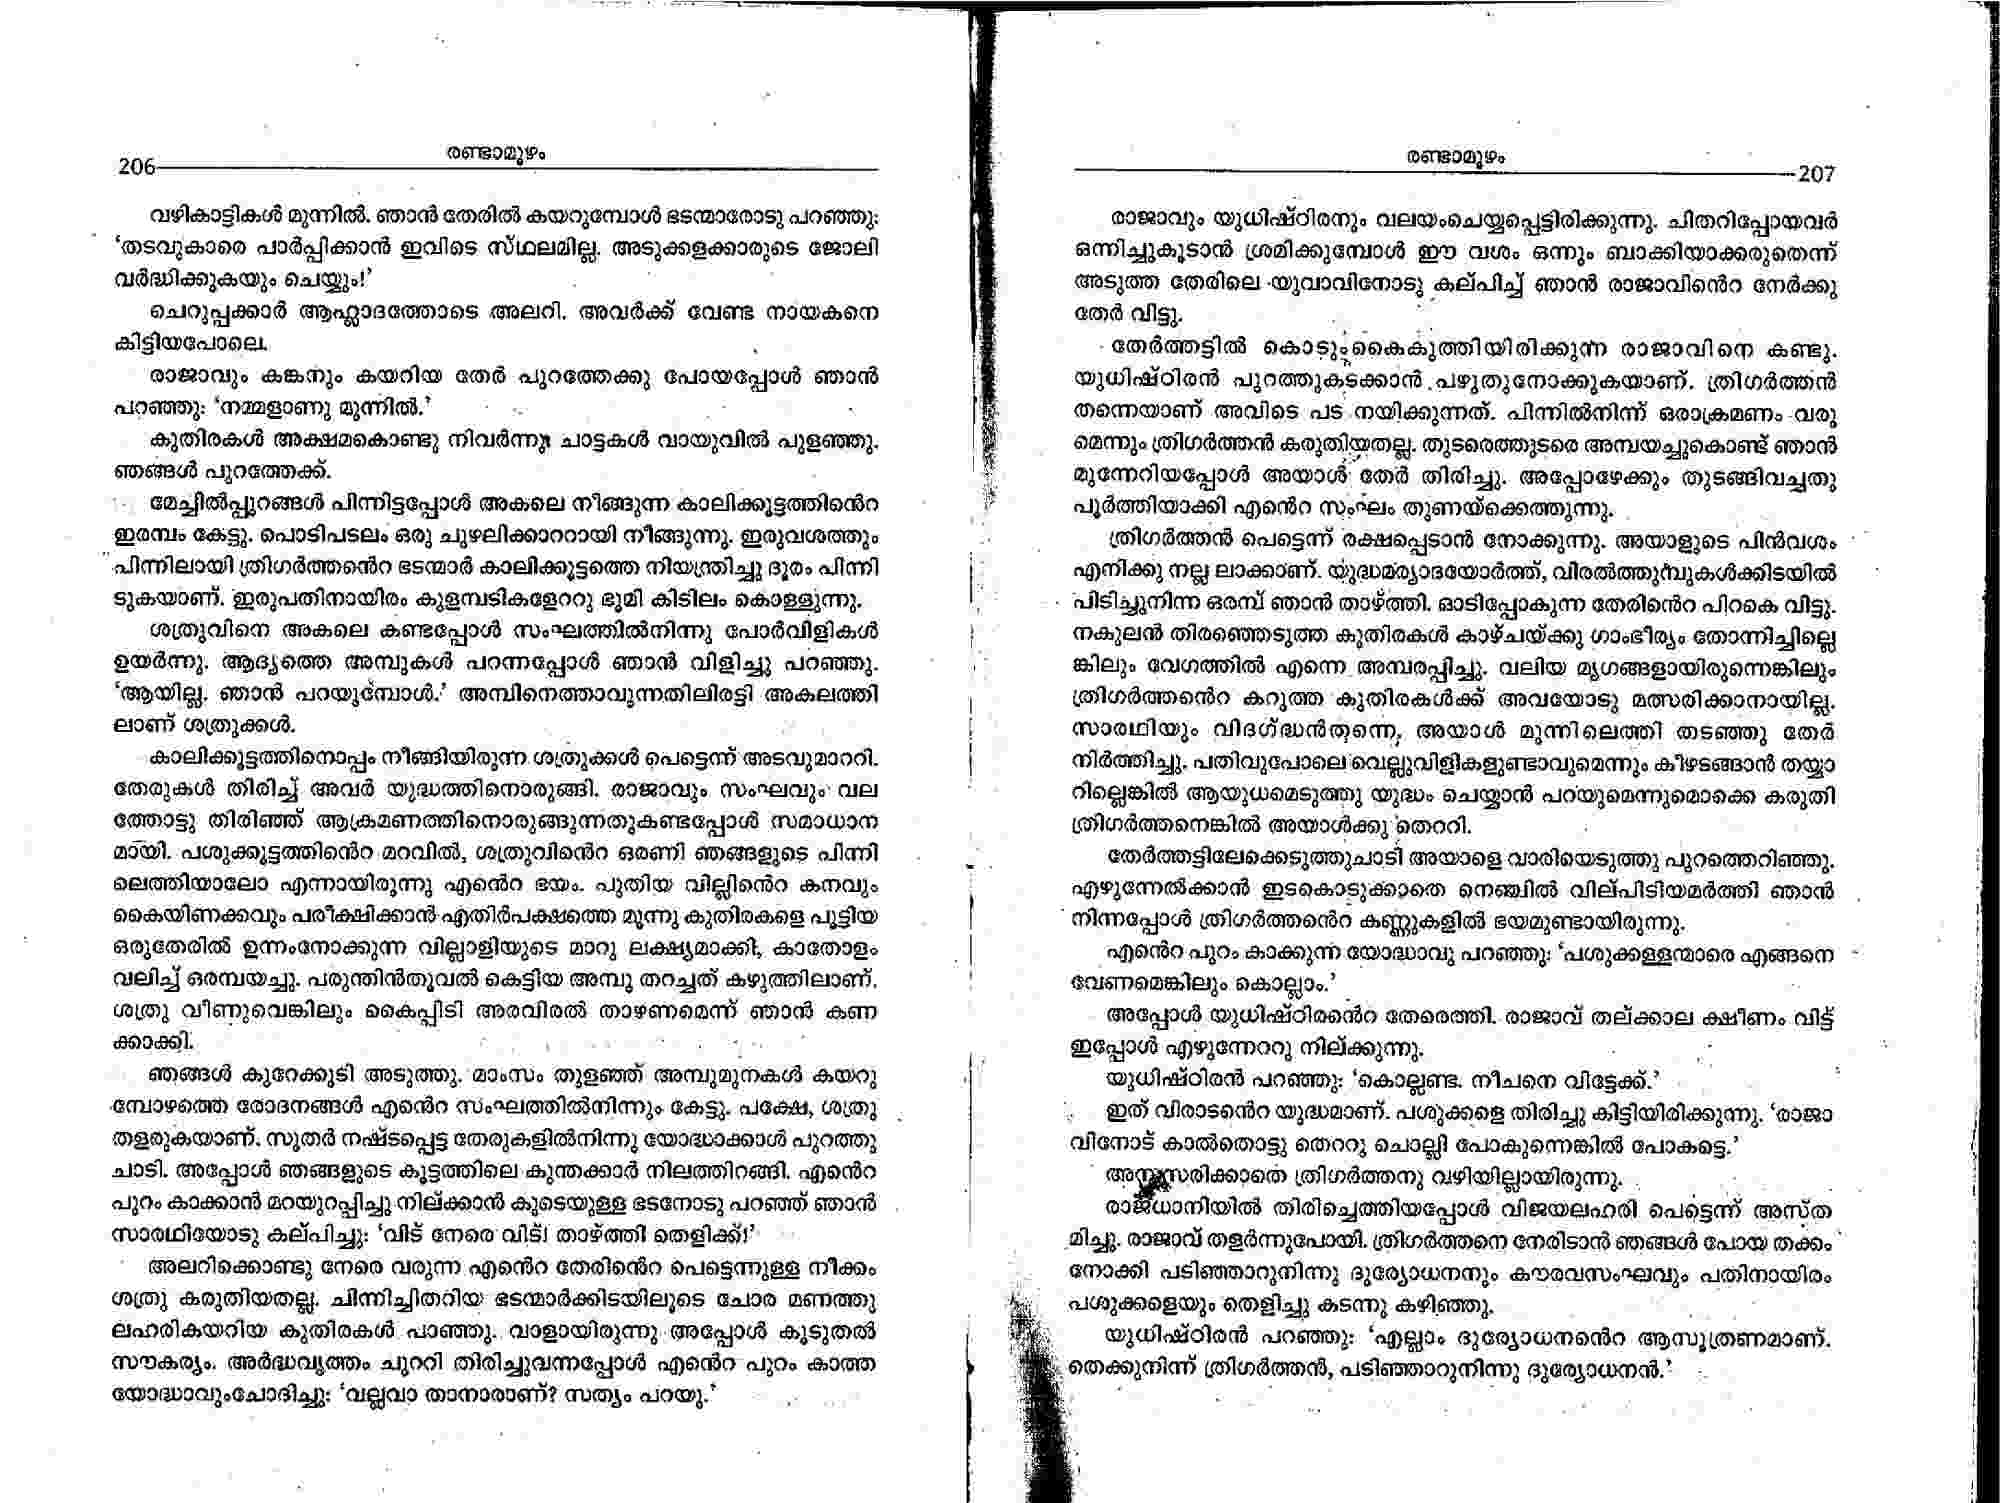 രണ്ടാമൂഴം
206
വഴികാട്ടികൾ മുന്നിൽ. ഞാൻ തേരിൽ കയറുമ്പോൾ ഭടന്മാരോടു പറഞ്ഞു:
‘തടവുകാരെ പാർപ്പിക്കാൻ ഇവിടെ സ്ഥലമില്ല. അടുക്കളക്കാരുടെ ജോലി
വർദ്ധിക്കുകയും ചെയ്യും!’
ചെറുപ്പക്കാർ ആഹ്ലാദത്തോടെ അലറി. അവർക്ക് വേണ്ട നായകനെ
കിട്ടിയപോലെ.
രാജാവും കങ്കനും കയറിയ തേർ പുറത്തേക്കു പോയപ്പോൾ ഞാൻ
പറഞ്ഞു: ‘നമ്മളാണു മുന്നിൽ.’
കുതിരകൾ അക്ഷമകൊണ്ടു നിവർന്നു; ചാട്ടകൾ വായുവിൽ പുളഞ്ഞു.
ഞങ്ങൾ പുറത്തേക്ക്.
മേച്ചിൽപ്പുറങ്ങൾ പിന്നിട്ടപ്പോൾ അകലെ നീങ്ങുന്ന കാലിക്കൂട്ടത്തിൻെറ
ഇരമ്പം കേട്ടു. പൊടിപടലം ഒരു ചുഴലിക്കാററായി നീങ്ങുന്നു. ഇരുവശത്തും
പിന്നിലായി ത്രിഗർത്തൻെറ ഭടന്മാർ കാലിക്കൂട്ടത്തെ നിയന്ത്രിച്ചു ദൂരം പിന്നി
ടുകയാണ്. ഇരുപതിനായിരം കുളമ്പടികളേററു ഭൂമി കിടിലം കൊള്ളുന്നു.
ശത്രുവിനെ അകലെ കണ്ടപ്പോൾ സംഘത്തിൽനിന്നു പോർവിളികൾ
ഉയർന്നു. ആദ്യത്തെ അമ്പുകൾ പറന്നപ്പോൾ ഞാൻ വിളിച്ചു പറഞ്ഞു.
‘ആയില്ല. ഞാൻ പറയുമ്പോൾ.’ അമ്പിനെത്താവുന്നതിലിരട്ടി അകലത്തി
ലാണ് ശത്രുക്കൾ.
കാലിക്കൂട്ടത്തിനൊപ്പം നീങ്ങിയിരുന്ന ശത്രുക്കൾ പെട്ടെന്ന് അടവുമാററി.
തേരുകൾ തിരിച്ച് അവർ യുദ്ധത്തിനൊരുങ്ങി. രാജാവും സംഘവും വല
ത്തോട്ടു തിരിഞ്ഞ് ആക്രമണത്തിനൊരുങ്ങുന്നതുകണ്ടപ്പോൾ സമാധാന
മായി. പശുക്കൂട്ടത്തിൻെറ മറവിൽ, ശത്രുവിൻെറ ഒരണി ഞങ്ങളുടെ പിന്നി
ലെത്തിയാലോ എന്നായിരുന്നു എൻെറ ഭയം. പുതിയ വില്ലിൻെറ കനവും
കൈയിണക്കവും പരീക്ഷിക്കാൻ എതിർപക്ഷത്തെ മൂന്നു കുതിരകളെ പൂട്ടിയ
ഒരുതേരിൽ ഉന്നംനോക്കുന്ന വില്ലാളിയുടെ മാറു ലക്ഷ്യമാക്കി, കാതോളം
വലിച്ച് ഒരമ്പയച്ചു. പരുന്തിൻതൂവൽ കെട്ടിയ അമ്പു തറച്ചത് കഴുത്തിലാണ്.
ശത്രു വീണുവെങ്കിലും കൈപ്പിടി അരവിരൽ താഴണമെന്ന് ഞാൻ കണ
ക്കാക്കി.
ഞങ്ങൾ കുറേക്കൂടി അടുത്തു. മാംസം തുളഞ്ഞ് അമ്പുമുനകൾ കയറു
മ്പോഴത്തെ രോദനങ്ങൾ എൻെറ സംഘത്തിൽനിന്നും കേട്ടു. പക്ഷേ, ശത്രു
തളരുകയാണ്. സൂതർ നഷ്ടപ്പെട്ട തേരുകളിൽനിന്നു യോദ്ധാക്കൾ പുറത്തു
ചാടി. അപ്പോൾ ഞങ്ങളുടെ കൂട്ടത്തിലെ കുന്തക്കാർ നിലത്തിറങ്ങി. എൻെറ
പുറം കാക്കാൻ മറയുറപ്പിച്ചു നില്ക്കാൻ കൂടെയുള്ള ഭടനോടു പറഞ്ഞ് ഞാൻ
സാരഥിയോടു കല്പിച്ചു: ‘വിട് നേരെ വിട്! താഴ്ത്തി തെളിക്ക്!’
അലറിക്കൊണ്ടു നേരെ വരുന്ന എൻെറ തേരിൻെറ പെട്ടെന്നുള്ള നീക്കം
ശത്രു കരുതിയതല്ല. ചിന്നിച്ചിതറിയ ഭടന്മാർക്കിടയിലൂടെ ചോര മണത്തു
ലഹരികയറിയ കുതിരകൾ പാഞ്ഞു. വാളായിരുന്നു അപ്പോൾ കൂടുതൽ
സൗകര്യം. അർദ്ധവൃത്തം ചുററി തിരിച്ചുവന്നപ്പോൾ എൻെറ പുറം കാത്ത
യോദ്ധാവുംചോദിച്ചു: ‘വല്ലവാ താനാരാണ്? സത്യം പറയൂ.’
രണ്ടാമൂഴം
207
രാജാവും യുധിഷ്ഠിരനും വലയംചെയ്യപ്പെട്ടിരിക്കുന്നു. ചിതറിപ്പോയവർ
ഒന്നിച്ചുകൂടാൻ ശ്രമിക്കുമ്പോൾ ഈ വശം ഒന്നും ബാക്കിയാക്കരുതെന്ന്
അടുത്ത തേരിലെ യുവാവിനോടു കല്പിച്ച് ഞാൻ രാജാവിൻെറ നേർക്കു
തേർ വിട്ടു.
തേർത്തട്ടിൽ കൊടും കൈകുത്തിയിരിക്കുന്ന രാജാവിനെ കണ്ടു.
യുധിഷ്ഠിരൻ പുറത്തുകടക്കാൻ പഴുതുനോക്കുകയാണ്. ത്രിഗർത്തൻ
തന്നെയാണ് അവിടെ പട നയിക്കുന്നത്. പിന്നിൽനിന്ന് ഒരാക്രമണം വരു
മെന്നും ത്രിഗർത്തൻ കരുതിയതല്ല. തുടരെത്തുടരെ അമ്പയച്ചുകൊണ്ട് ഞാൻ
മുന്നേറിയപ്പോൾ അയാൾ തേർ തിരിച്ചു. അപ്പോഴേക്കും തുടങ്ങിവച്ചതു
പൂർത്തിയാക്കി എൻെറ സംഘം തുണയ്ക്കെത്തുന്നു.
ത്രിഗർത്തൻ പെട്ടെന്ന് രക്ഷപ്പെടാൻ നോക്കുന്നു. അയാളുടെ പിൻവശം
എനിക്കു നല്ല ലാക്കാണ്. യുദ്ധമര്യാദയോർത്ത്, വിരൽത്തുമ്പുകൾക്കിടയിൽ
പിടിച്ചുനിന്ന ഒരമ്പ് ഞാൻ താഴ്ത്തി. ഓടിപ്പോകുന്ന തേരിൻെറ പിറകെ വിട്ടു.
നകുലൻ തിരഞ്ഞെടുത്ത കുതിരകൾ കാഴ്ചയ്ക്കു ഗാംഭീര്യം തോന്നിച്ചില്ലെ
ങ്കിലും വേഗത്തിൽ എന്നെ അമ്പരപ്പിച്ചു. വലിയ മൃഗങ്ങളായിരുന്നെങ്കിലും
ത്രിഗർത്തൻെറ കറുത്ത കുതിരകൾക്ക് അവയോടു മത്സരിക്കാനായില്ല.
സാരഥിയും വിദഗ്ദ്ധൻതന്നെ, അയാൾ മുന്നിലെത്തി തടഞ്ഞു തേർ
നിർത്തിച്ചു. പതിവുപോലെ വെല്ലുവിളികളുണ്ടാവുമെന്നും കീഴടങ്ങാൻ തയ്യാ
റില്ലെങ്കിൽ ആയുധമെടുത്തു യുദ്ധം ചെയ്യാൻ പറയുമെന്നുമൊക്കെ കരുതി
ത്രിഗർത്തനെങ്കിൽ അയാൾക്കു തെററി.
തേർത്തട്ടിലേക്കെടുത്തുചാടി അയാളെ വാരിയെടുത്തു പുറത്തെറിഞ്ഞു.
എഴുന്നേൽക്കാൻ ഇടകൊടുക്കാതെ നെഞ്ചിൽ വില്പിടിയമർത്തി ഞാൻ
നിന്നപ്പോൾ ത്രിഗർത്തൻെറ കണ്ണുകളിൽ ഭയമുണ്ടായിരുന്നു.
എൻെറ പുറം കാക്കുന്ന യോദ്ധാവു പറഞ്ഞു: ‘പശുക്കള്ളന്മാരെ എങ്ങനെ
വേണമെങ്കിലും കൊല്ലാം.’
അപ്പോൾ യുധിഷ്ഠിരൻെറ തേരെത്തി. രാജാവ് തല്ക്കാല ക്ഷീണം വിട്ട്
ഇപ്പോൾ എഴുന്നേററു നില്ക്കുന്നു.
യുധിഷ്ഠിരൻ പറഞ്ഞു: ‘കൊല്ലണ്ട. നീചനെ വിട്ടേക്ക്.’
ഇത് വിരാടൻെറ യുദ്ധമാണ്. പശുക്കളെ തിരിച്ചു കിട്ടിയിരിക്കുന്നു. ‘രാജാ
വിനോട് കാൽതൊട്ടു തെററു ചൊല്ലി പോകുന്നെങ്കിൽ പോകട്ടെ.’
അനുസരിക്കാതെ ത്രിഗർത്തനു വഴിയില്ലായിരുന്നു.
രാജധാനിയിൽ തിരിച്ചെത്തിയപ്പോൾ വിജയലഹരി പെട്ടെന്ന് അസ്ത
മിച്ചു. രാജാവ് തളർന്നുപോയി. ത്രിഗർത്തനെ നേരിടാൻ ഞങ്ങൾ പോയ തക്കം
നോക്കി പടിഞ്ഞാറുനിന്നു ദുര്യോധനനും കൗരവസംഘവും പതിനായിരം
പശുക്കളെയും തെളിച്ചു കടന്നു കഴിഞ്ഞു.
യുധിഷ്ഠിരൻ പറഞ്ഞു: ‘എല്ലാം ദുര്യോധനൻെറ ആസൂത്രണമാണ്.
തെക്കുനിന്ന് ത്രിഗർത്തൻ, പടിഞ്ഞാറുനിന്നു ദുര്യോധനൻ.’